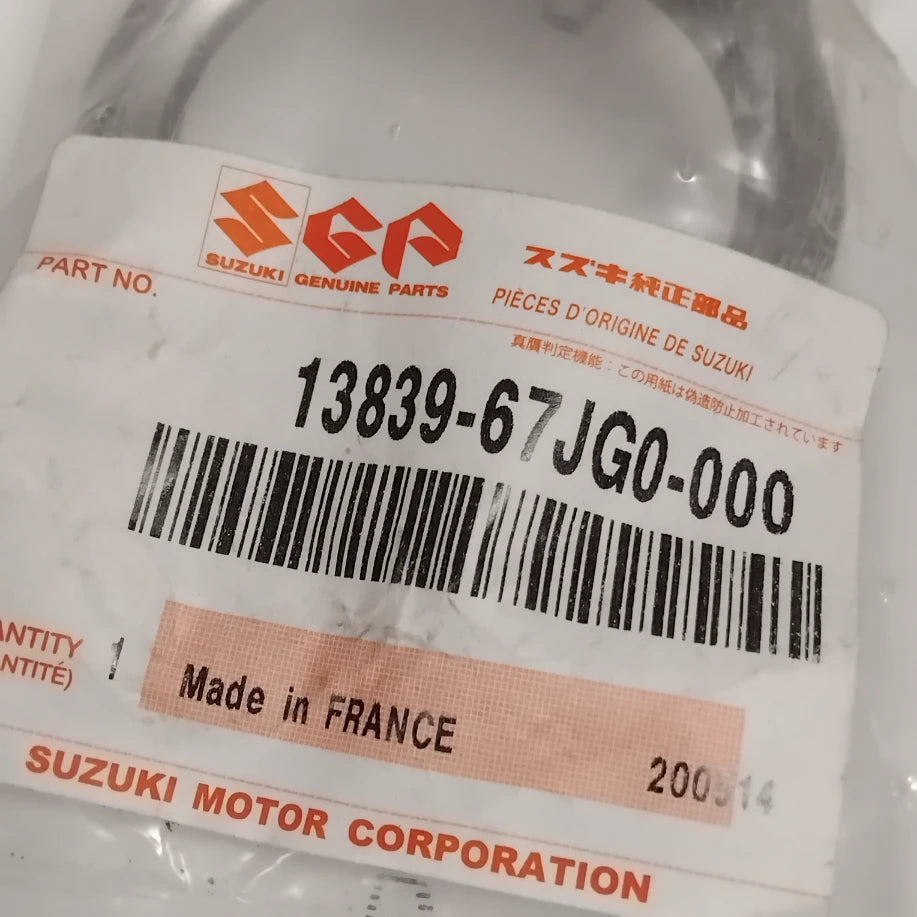 SUZUKI
GENUINE PARTS
スズキ純正部品
PIÈCES D'ORIGINE DE SUZUKI
PART NO.
真贋判定機能:この用紙は偽造防止加工されています
13839-67JG0-000
ANTITY
NTITÉ)
1
Made in FRANCE
200514
SUZUKI MOTOR CORPORATION